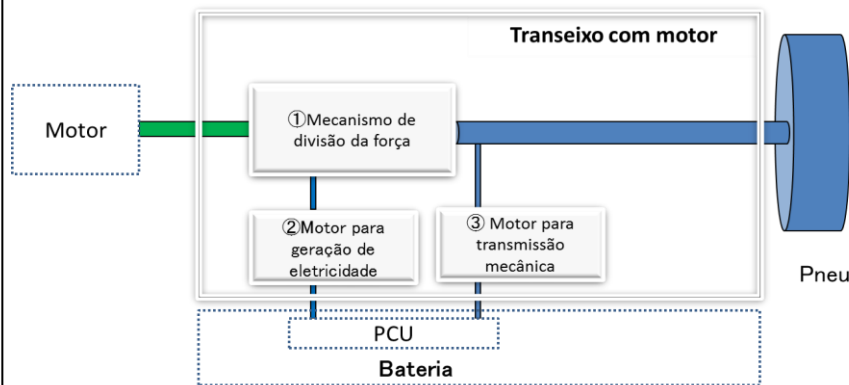 Transeixo com motor
Motor
①Mecanismo de
divisão da força
②Motor para
geração de
eletricidade
③ Motor para
transmissão
mecânica
Pneu
PCU
Bateria